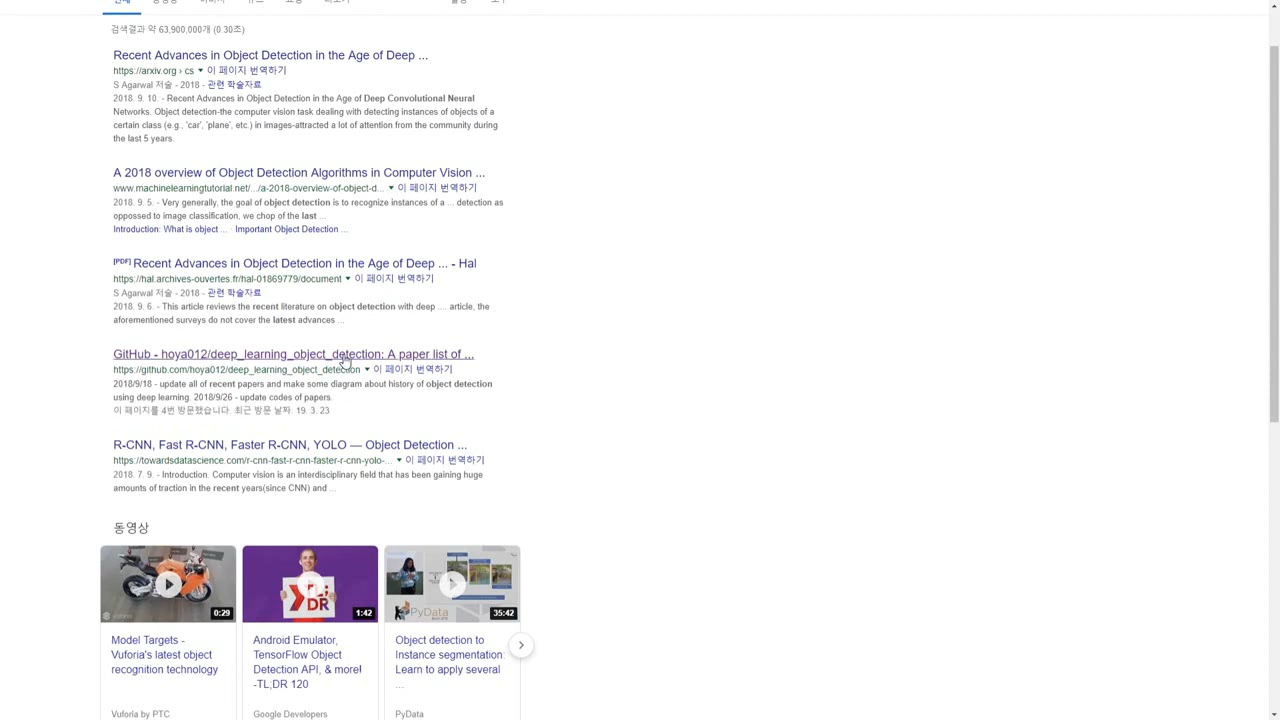 검색결과 약 63,900,000개 (0.30초)
Recent Advances in Object Detection in the Age of Deep ...
https://arxiv.org › cs ▼ 이 페이지 번역하기
S Agarwal 저술 - 2018 - 관련 학술자료
2018. 9. 10. - Recent Advances in Object Detection in the Age of Deep Convolutional Neural
Networks. Object detection-the computer vision task dealing with detecting instances of objects of a
certain class (e.g., 'car', 'plane', etc.) in images-attracted a lot of attention from the community during
the last 5 years.
A 2018 overview of Object Detection Algorithms in Computer Vision ...
www.machinelearningtutorial.net/.../a-2018-overview-of-object-d... ▼ 이 페이지 번역하기
2018. 9. 5. - Very generally, the goal of object detection is to recognize instances of a ... detection as
oppossed to image classification, we chop of the last ...
Introduction: What is object ... · Important Object Detection ...
[PDF] Recent Advances in Object Detection in the Age of Deep ... - Hal
https://hal.archives-ouvertes.fr/hal-01869779/document ▼ 이 페이지 번역하기
S Agarwal 저술 - 2018 - 관련 학술자료
2018. 9. 6. - This article reviews the recent literature on object detection with deep .... article, the
aforementioned surveys do not cover the latest advances ...
GitHub - hoya012/deep_learning_object_detection: A paper list of ...
https://github.com/hoya012/deep_learning_object_detection ▼ 이 페이지 번역하기
2018/9/18 - update all of recent papers and make some diagram about history of object detection
using deep learning. 2018/9/26 - update codes of papers.
이 페이지를 4번 방문했습니다. 최근 방문 날짜: 19. 3. 23
R-CNN, Fast R-CNN, Faster R-CNN, YOLO — Object Detection ...
https://towardsdatascience.com/r-cnn-fast-r-cnn-faster-r-cnn-yolo-... ▼ 이 페이지 번역하기
2018. 7. 9. - Introduction. Computer vision is an interdisciplinary field that has been gaining huge
amounts of traction in the recent years(since CNN) and ...
동영상
vuforia
0:29
DR
1:42
PyData
35:42
Model Targets -
Vuforia's latest object
recognition technology
Vuforia by PTC
Android Emulator,
TensorFlow Object
Detection API, & more!
-TL;DR 120
Google Developers
Object detection to
Instance segmentation:
Learn to apply several
...
PyData